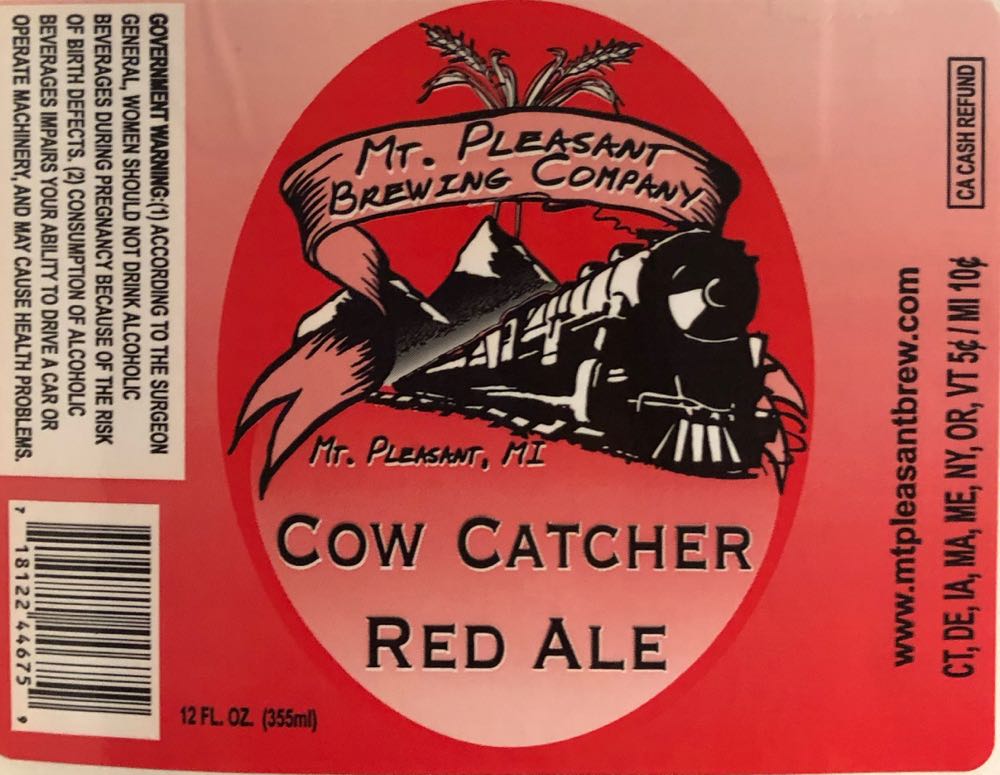 GOVERNMENT WARNING:(1) ACCORDING TO THE SURGEON
GENERAL, WOMEN SHOULD NOT DRINK ALCOHOLIC
BEVERAGES DURING PREGNANCY BECAUSE OF THE RISK
OF BIRTH DEFECTS. (2) CONSUMPTION OF ALCOHOLIC
BEVERAGES IMPAIRS YOUR ABILITY TO DRIVE A CAR OR
OPERATE MACHINERY, AND MAY CAUSE HEALTH PROBLEMS.
7 18122 44675 9
12 FL. OZ. (355ml)
MT. PLEASANT
BREWING COMPANY
MT. PLEASANT, MI
COW CATCHER
RED ALE
www.mtpleasantbrew.com
CT, DE, IA, MA, ME, NY, OR, VT 5¢ / MI 10¢
CA CASH REFUND